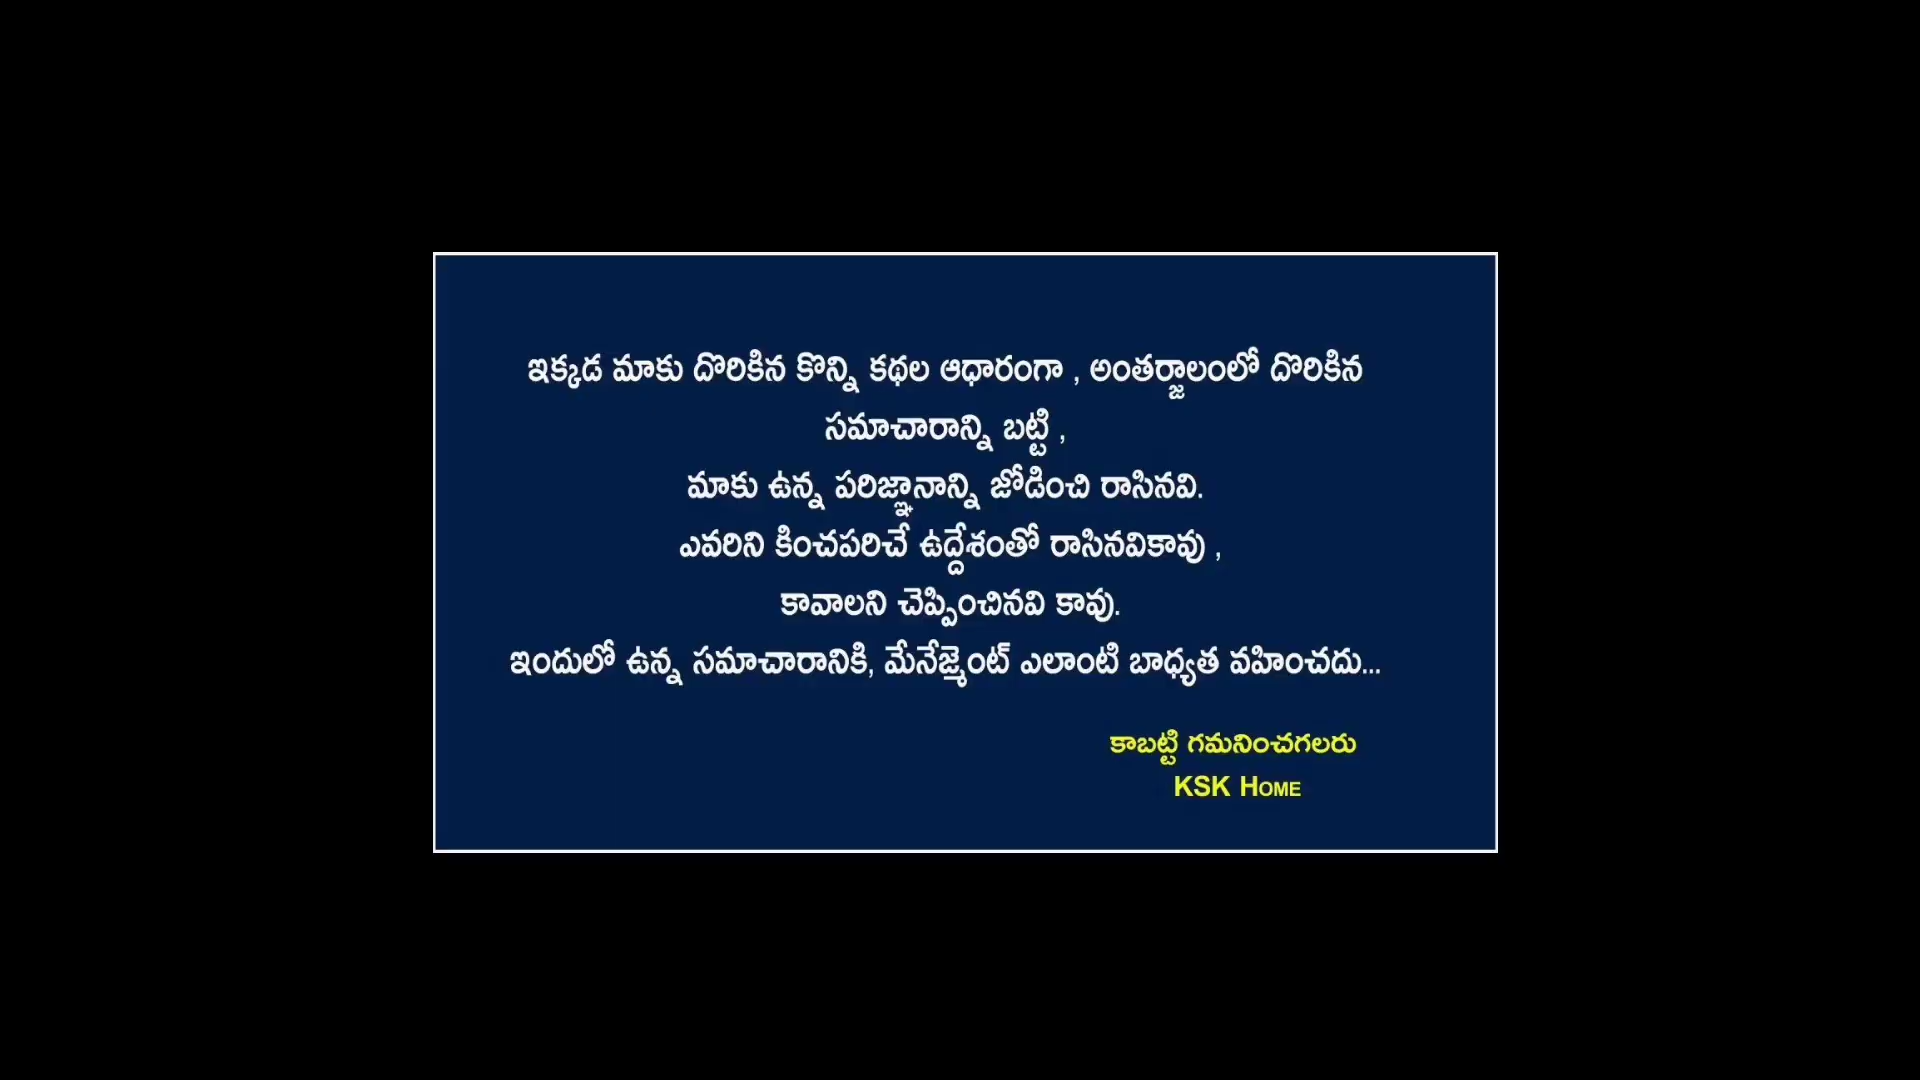 ఇక్కడ మాకు దొరికిన కొన్ని కథల ఆధారంగా , అంతర్జాలంలో దొరికిన
సమాచారాన్ని బట్టి ,
మాకు ఉన్న పరిజ్ఞానాన్ని జోడించి రాసినవి.
ఎవరిని కించపరిచే ఉద్దేశంతో రాసినవికావు ,
కావాలని చెప్పించినవి కావు.
ఇందులో ఉన్న సమాచారానికి, మేనేజ్మెంట్ ఎలాంటి బాధ్యత వహించదు...
కాబట్టి గమనించగలరు
KSK HOME